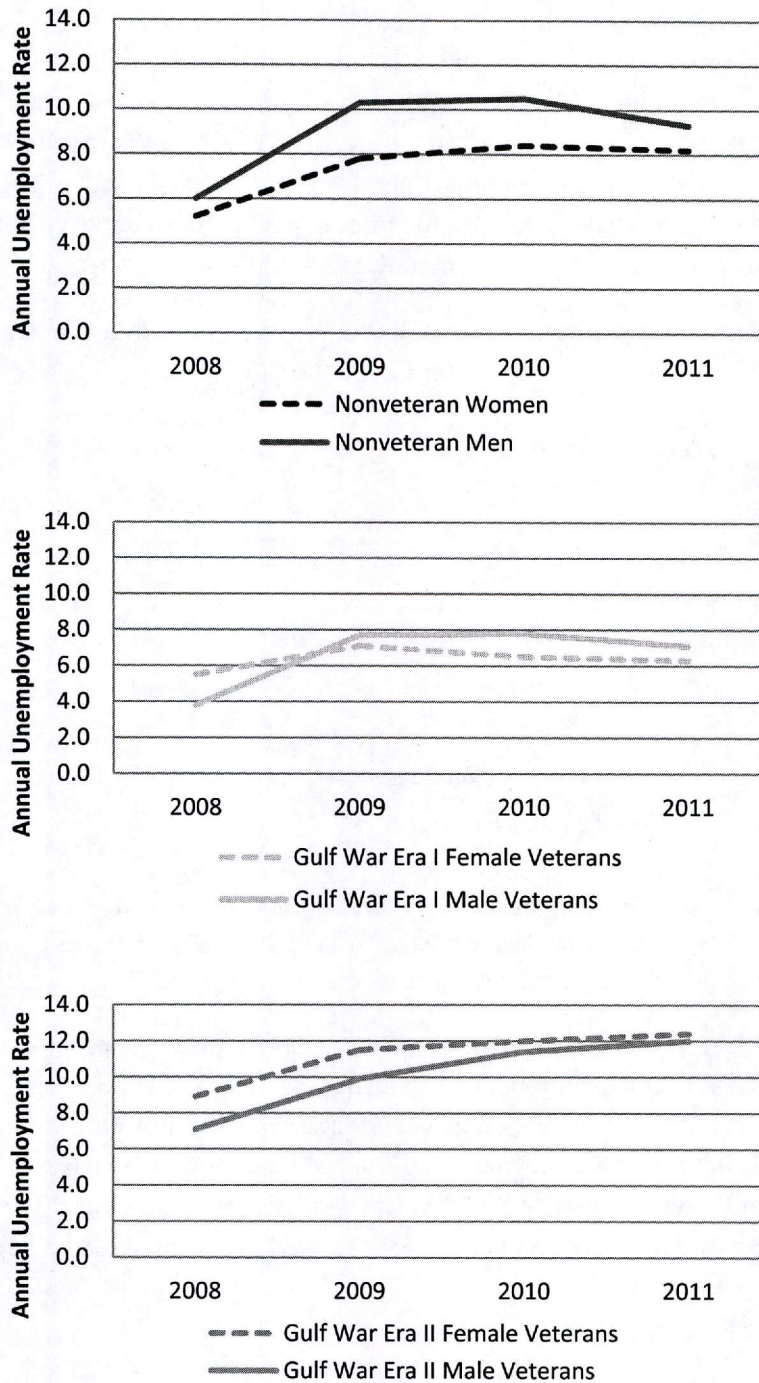 Annual Unemployment Rate
14.0
12.0
10.0
8.0
6.0
4.0
2.0
0.0
2008 2009 2010 2011
Nonveteran Women
Nonveteran Men
Annual Unemployment Rate
14.0
12.0
10.0
8.0
6.0
4.0
2.0
0.0
2008 2009 2010 2011
Gulf War Era I Female Veterans
Gulf War Era I Male Veterans
Annual Unemployment Rate
14.0
12.0
10.0
8.0
6.0
4.0
2.0
0.0
2008 2009 2010 2011
Gulf War Era II Female Veterans
Gulf War Era II Male Veterans